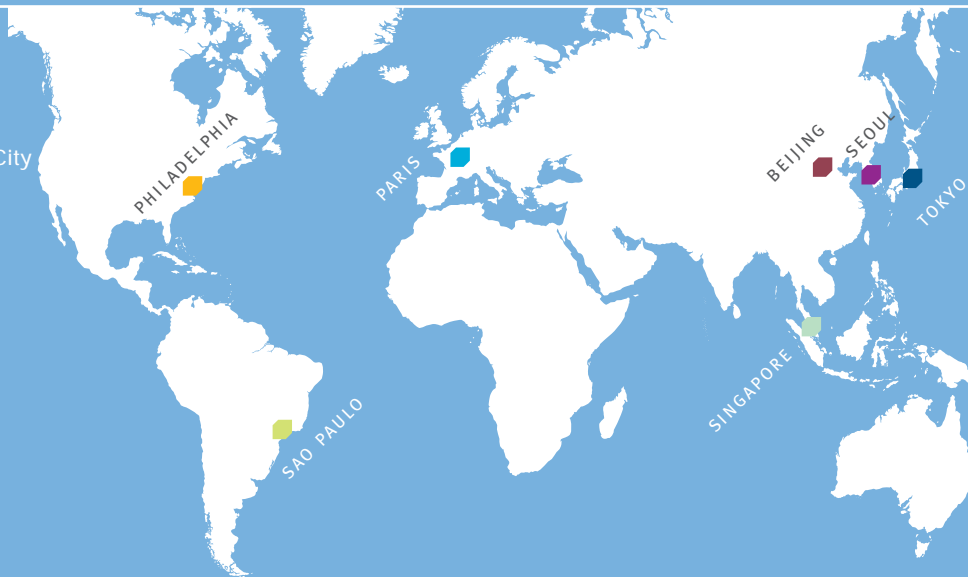 City
PHILADELPHIA
PARIS
BEIJING
SEOUL
TOKYO
SINGAPORE
SAO PAULO